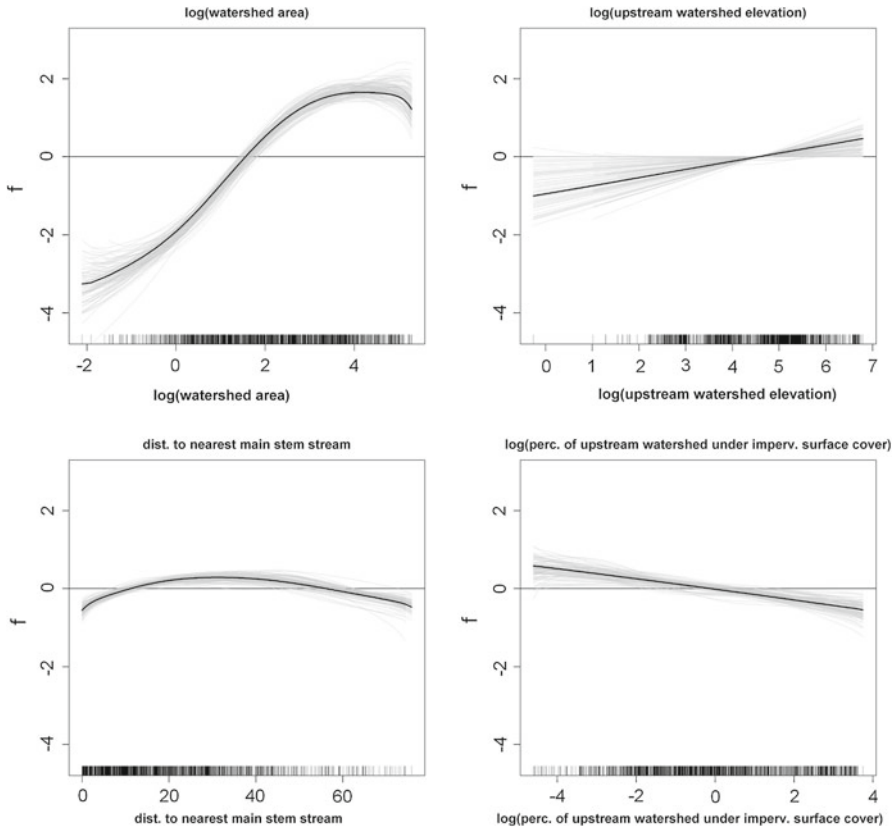 log(watershed area)
2
0
-2
-4
f
-2 0 2 4
log(watershed area)
log(upstream watershed elevation)
2
0
-2
-4
f
0 1 2 3 4 5 6 7
log(upstream watershed elevation)
dist. to nearest main stem stream
2
0
-2
-4
f
0 20 40 60
dist. to nearest main stem stream
log(perc. of upstream watershed under imperv. surface cover)
2
0
-2
-4
f
-4 -2 0 2 4
log(perc. of upstream watershed under imperv. surface cover)